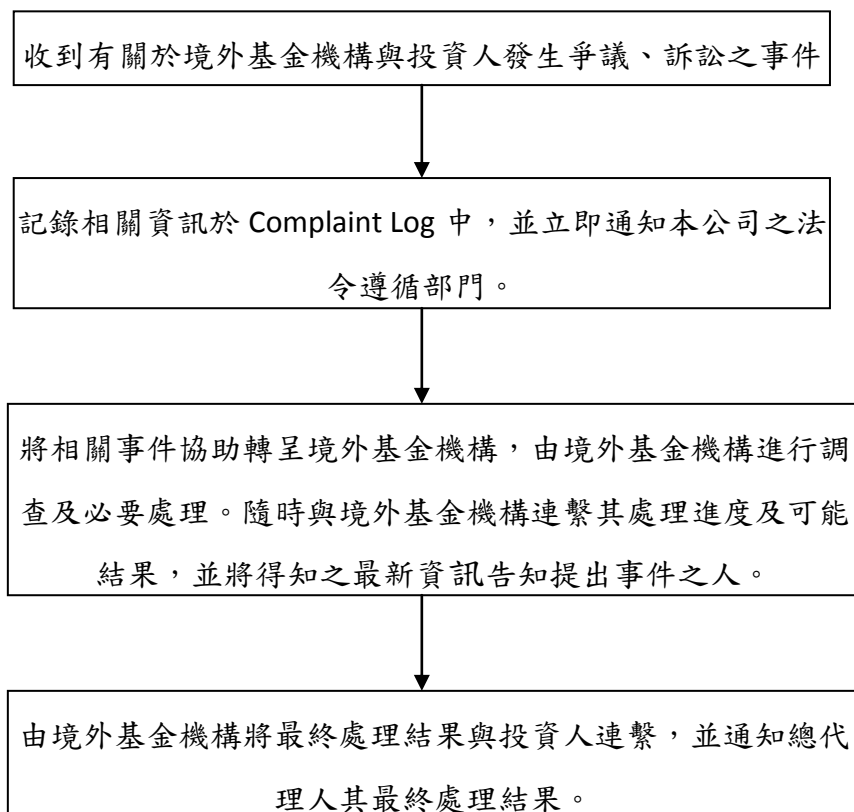 收到有關於境外基金機構與投資人發生爭議、訴訟之事件
記錄相關資訊於 Complaint Log 中，並立即通知本公司之法
令遵循部門。
將相關事件協助轉呈境外基金機構，由境外基金機構進行調
查及必要處理。隨時與境外基金機構連繫其處理進度及可能
結果，並將得知之最新資訊告知提出事件之人。
由境外基金機構將最終處理結果與投資人連繫，並通知總代
理人其最終處理結果。